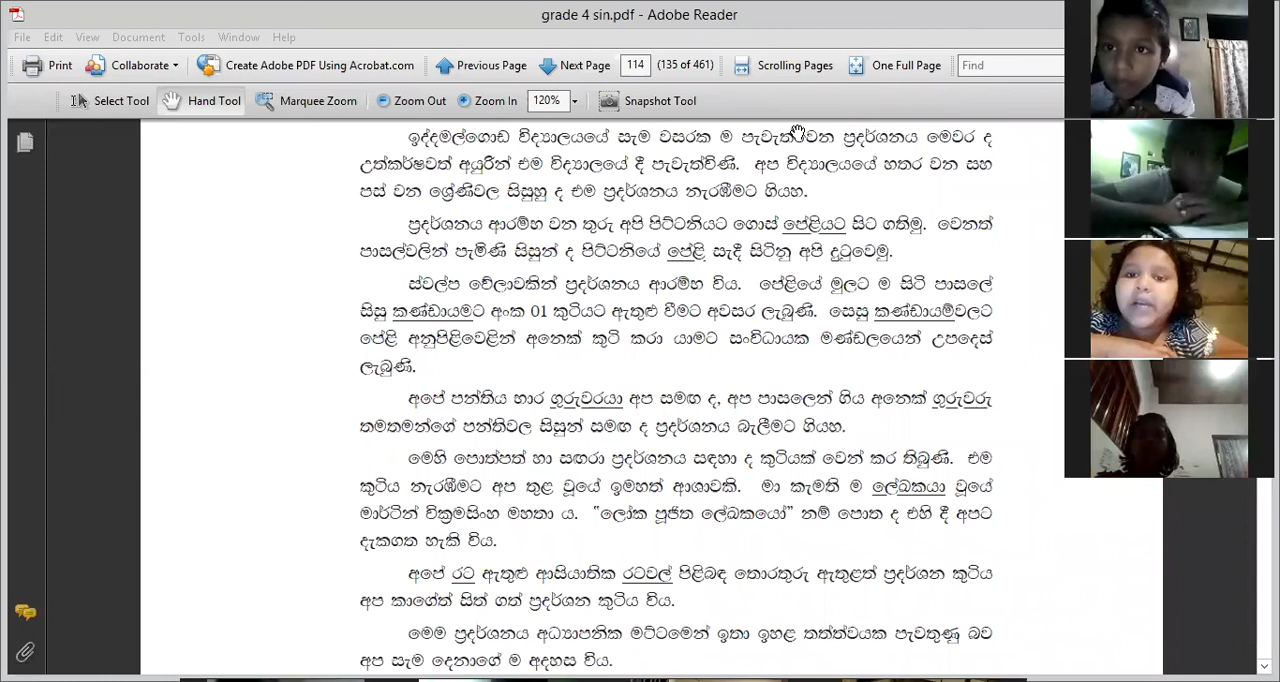 grade 4 sin.pdf - Adobe Reader
File Edit View Document Tools Window Help
Print Collaborate Create Adobe PDF Using Acrobat.com Previous Page Next Page 114 (135 of 461) Scrolling Pages One Full Page Find
Select Tool Hand Tool Marquee Zoom Zoom Out Zoom In 120% Snapshot Tool
ඉද්දමල්ගොඩ විද්‍යාලයයේ සැම වසරක ම පැවැත්වෙන ප්‍රදර්ශනය මෙවර ද
උත්කර්ෂවත් අයුරින් එම විද්‍යාලයේ දී පැවැත්විණි. අප විද්‍යාලයයේ හතර වන සහ
පස් වන ශ්‍රේණිවල සිසුහු ද එම ප්‍රදර්ශනය නැරඹීමට ගියහ.
ප්‍රදර්ශනය ආරම්භ වන තුරු අපි පිට්ටනියට ගොස් පේළියට සිට ගතිමු. වෙනත්
පාසල්වලින් පැමිණි සිසුන් ද පිට්ටනියේ පේළි සැදී සිටිනු අපි දුටුවෙමු.
ස්වල්ප වේලාවකින් ප්‍රදර්ශනය ආරම්භ විය. පේළියේ මුලට ම සිටි පාසලේ
සිසු කණ්ඩායමට අංක 01 කුටියට ඇතුළු වීමට අවසර ලැබුණි. සෙසු කණ්ඩායම්වලට
පේළි අනුපිළිවෙළින් අනෙක් කුටි කරා යාමට සංවිධායක මණ්ඩලයෙන් උපදෙස්
ලැබුණි.
අපේ පන්තිය භාර ගුරුවරයා අප සමඟ ද, අප පාසලෙන් ගිය අනෙක් ගුරුවරු
තමතමන්ගේ පන්තිවල සිසුන් සමඟ ද ප්‍රදර්ශනය බැලීමට ගියහ.
මෙහි පොත්පත් හා සඟරා ප්‍රදර්ශනය සඳහා ද කුටියක් වෙන් කර තිබුණි. එම
කුටිය නැරඹීමට අප තුළ වූයේ ඉමහත් ආශාවකි. මා කැමති ම ලේඛකයා වූයේ
මාර්ටින් වික්‍රමසිංහ මහතා ය. “ලෝක පූජිත ලේඛකයෝ” නම් පොත ද එහි දී අපට
දැකගත හැකි විය.
අපේ රට ඇතුළු ආසියාතික රටවල් පිළිබඳ තොරතුරු ඇතුළත් ප්‍රදර්ශන කුටිය
අප කාගේත් සිත් ගත් ප්‍රදර්ශන කුටිය විය.
මෙම ප්‍රදර්ශනය අධ්‍යාපනික මට්ටමෙන් ඉතා ඉහළ තත්ත්වයක පැවතුණු බව
අප සැම දෙනාගේ ම අදහස විය.